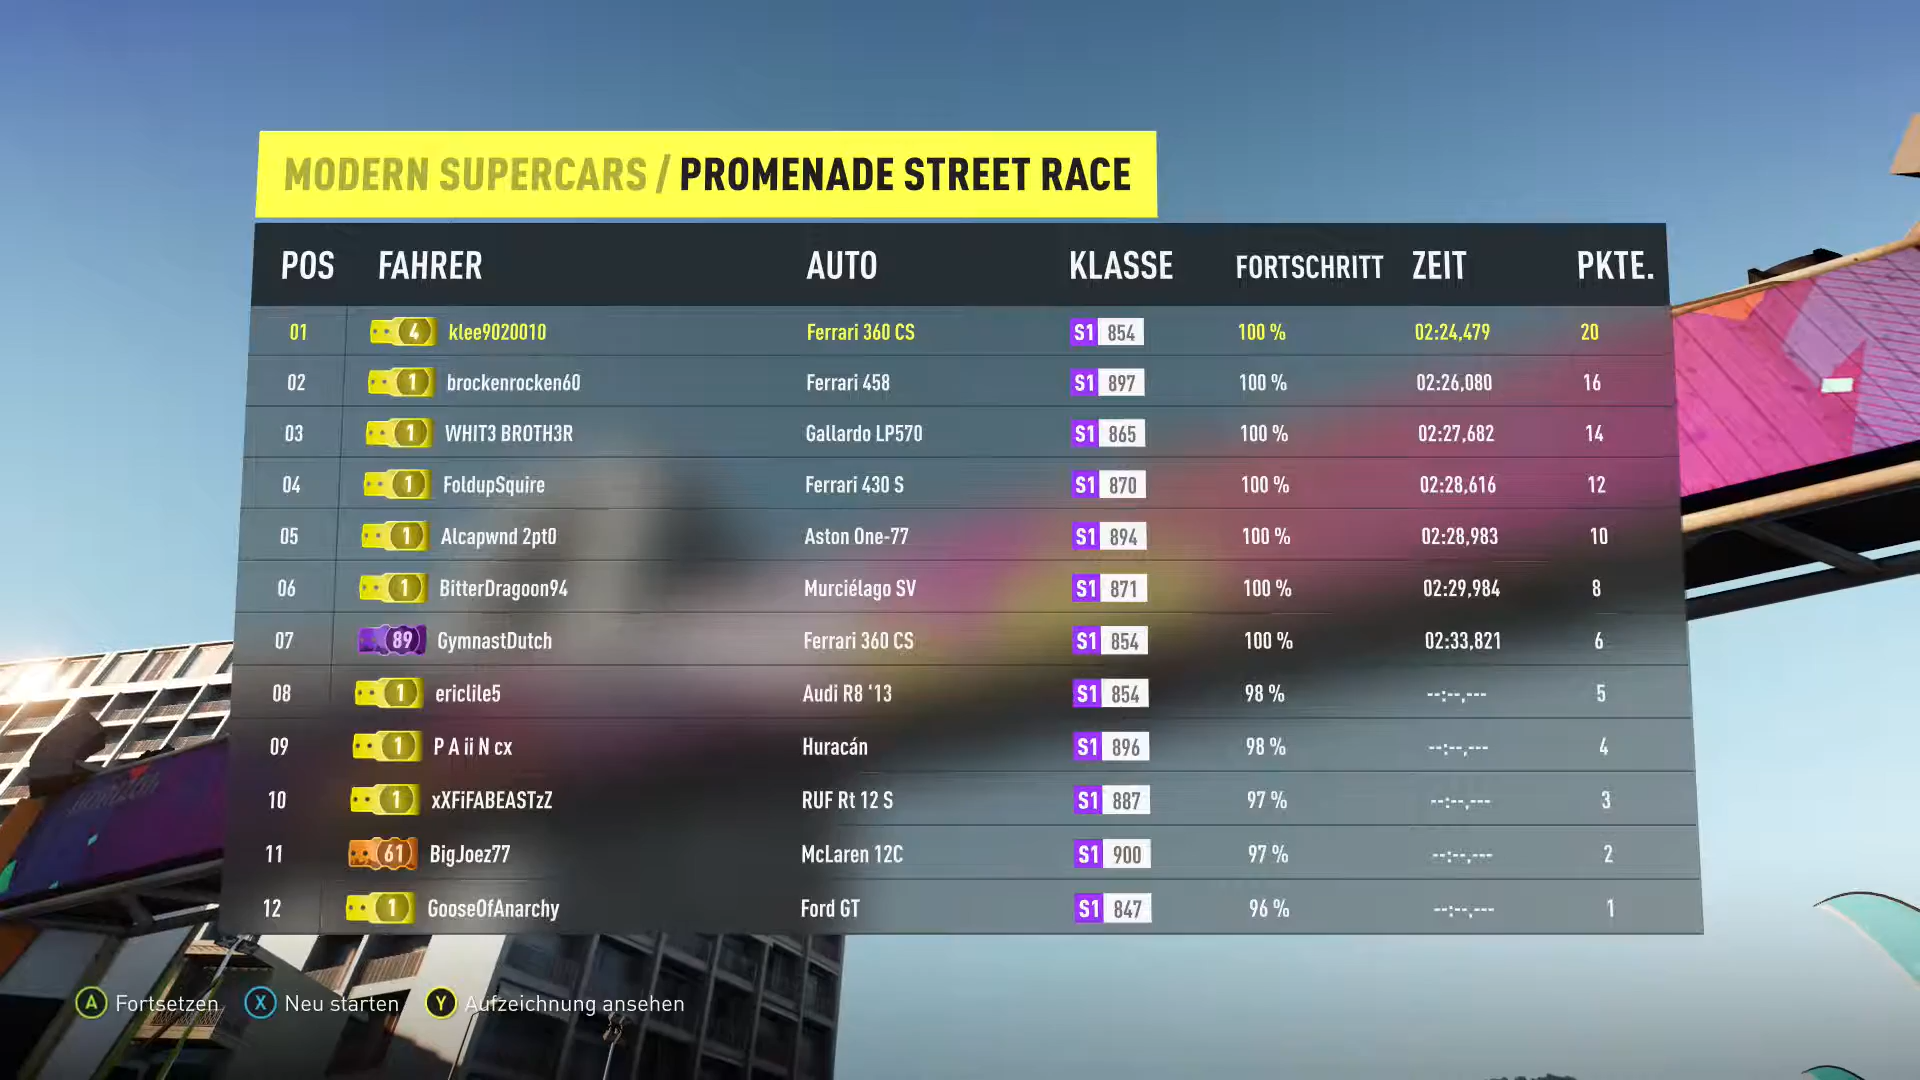 MODERN SUPERCARS / PROMENADE STREET RACE
POS FAHRER AUTO KLASSE FORTSCHRITT ZEIT PKTE.
01 4 klee9020010 Ferrari 360 CS S1 854 100 % 02:24,479 20
02 1 brockenrocken60 Ferrari 458 S1 897 100 % 02:26,080 16
03 1 WHIT3 BROTH3R Gallardo LP570 S1 865 100 % 02:27,682 14
04 1 FoldupSquire Ferrari 430 S S1 870 100 % 02:28,616 12
05 1 Alcapwnd 2pt0 Aston One-77 S1 894 100 % 02:28,983 10
06 1 BitterDragoon94 Murciélago SV S1 871 100 % 02:29,984 8
07 89 GymnastDutch Ferrari 360 CS S1 854 100 % 02:33,821 6
08 1 ericlile5 Audi R8 '13 S1 854 98 % --:--,--- 5
09 1 P A ii N cx Huracán S1 896 98 % --:--,--- 4
10 1 xXFiFABEASTzZ RUF Rt 12 S S1 887 97 % --:--,--- 3
11 61 BigJoez77 McLaren 12C S1 900 97 % --:--,--- 2
12 1 GooseOfAnarchy Ford GT S1 847 96 % --:--,--- 1
A Fortsetzen X Neu starten Y Aufzeichnung ansehen